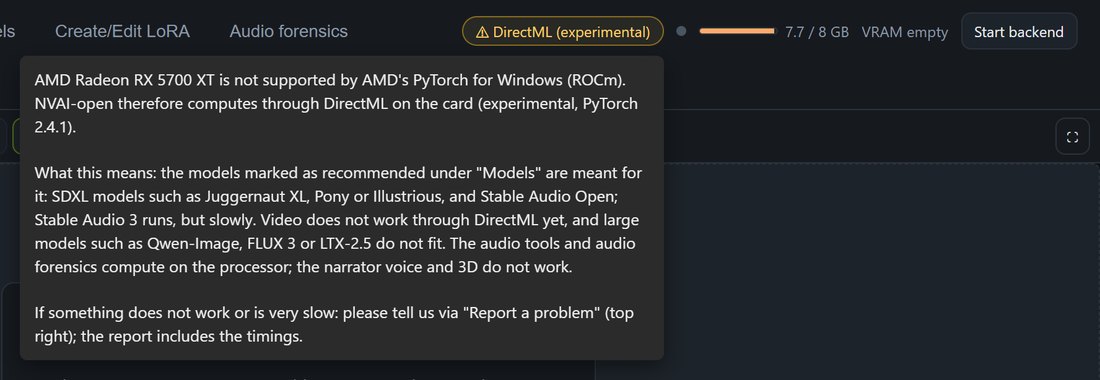 els Create/Edit LoRA Audio forensics ⚠ DirectML (experimental) 7.7 / 8 GB VRAM empty Start backend
AMD Radeon RX 5700 XT is not supported by AMD's PyTorch for Windows (ROCm).
NVAI-open therefore computes through DirectML on the card (experimental, PyTorch
2.4.1).
What this means: the models marked as recommended under "Models" are meant for
it: SDXL models such as Juggernaut XL, Pony or Illustrious, and Stable Audio Open;
Stable Audio 3 runs, but slowly. Video does not work through DirectML yet, and large
models such as Qwen-Image, FLUX 3 or LTX-2.5 do not fit. The audio tools and audio
forensics compute on the processor; the narrator voice and 3D do not work.
If something does not work or is very slow: please tell us via "Report a problem" (top
right); the report includes the timings.